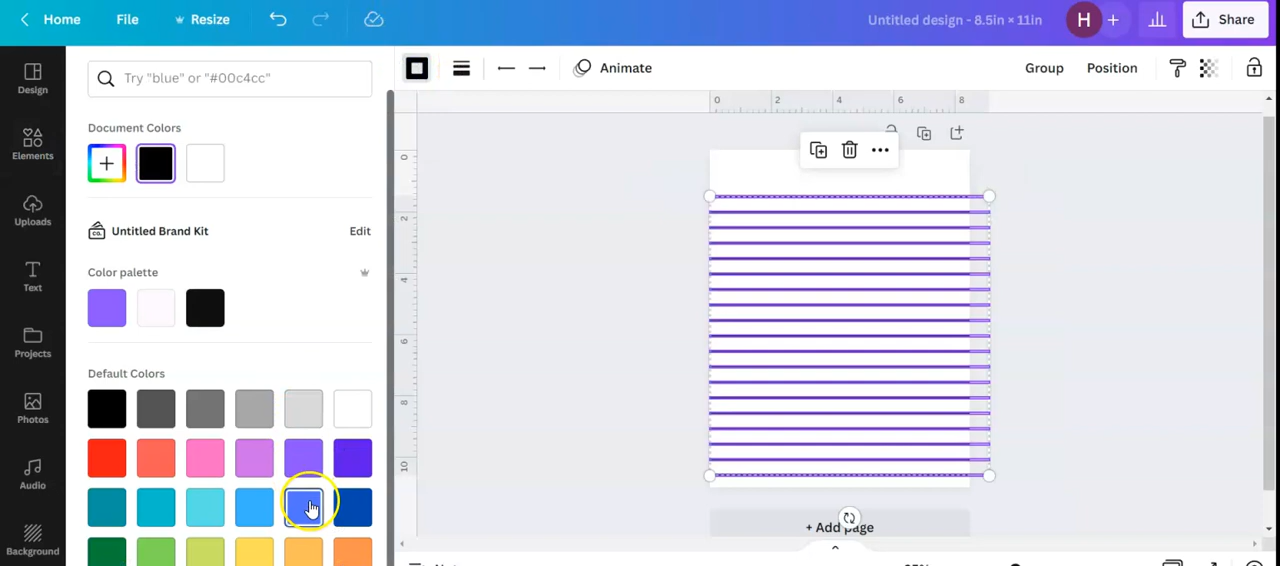 Home
File
Resize
Untitled design - 8.5in × 11in
H
+
Share
Design
Elements
Uploads
Text
Projects
Photos
Audio
Background
Try "blue" or "#00c4cc"
Document Colors
+
CO.
Untitled Brand Kit
Edit
Color palette
Default Colors
Animate
Group
Position
0
2
4
6
8
0
2
4
6
8
10
+ Add page